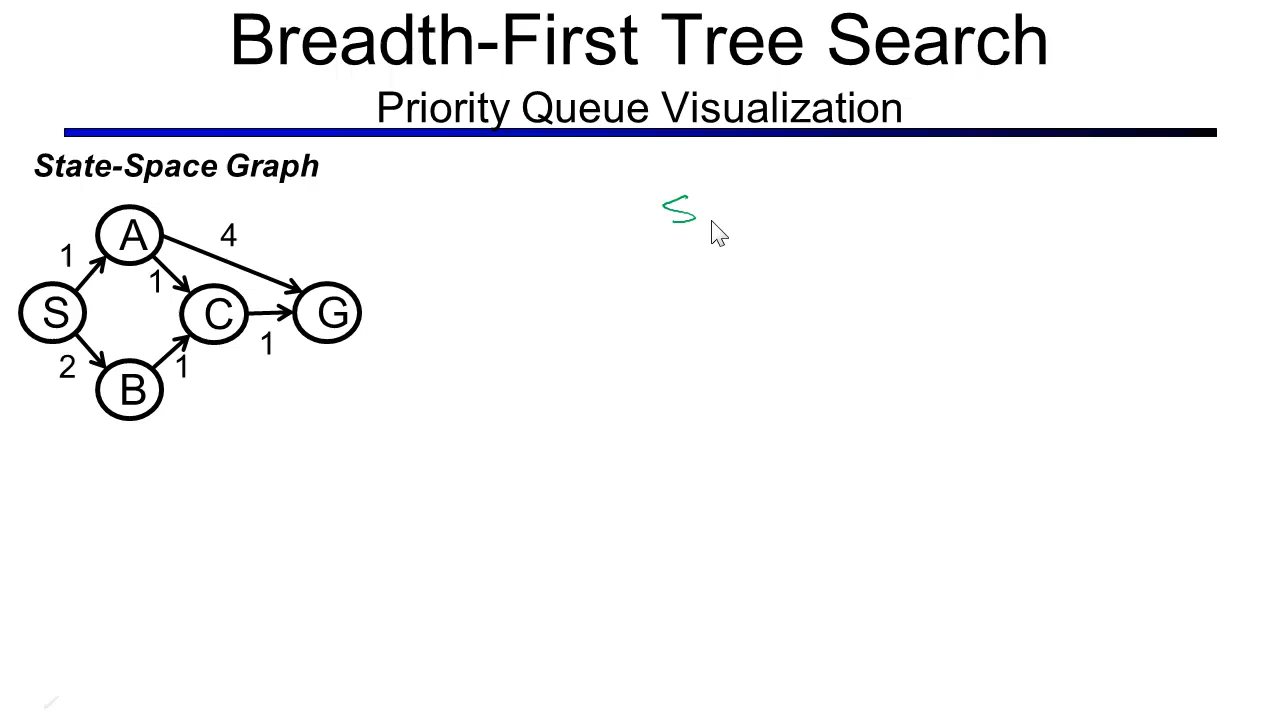 Breadth-First Tree Search
Priority Queue Visualization
State-Space Graph
S
A
4
1
1
S
C
G
1
2
1
B